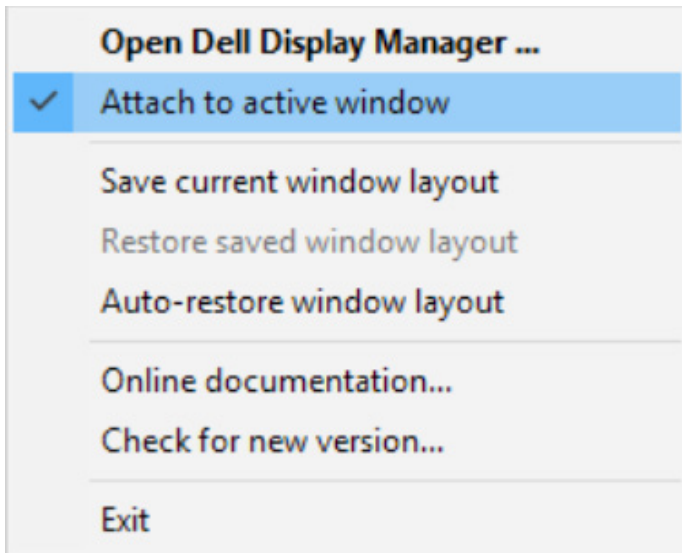 Open Dell Display Manager ...
Attach to active window
Save current window layout
Restore saved window layout
Auto-restore window layout
Online documentation...
Check for new version...
Exit